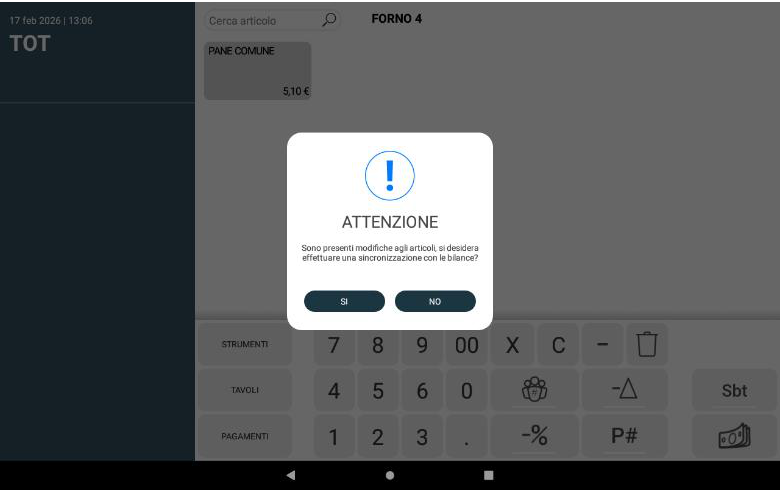 17 feb 2026 | 13:06
TOT
Cerca articolo
FORNO 4
PANE COMUNE
5,10 €
!
ATTENZIONE
Sono presenti modifiche agli articoli, si desidera
effettuare una sincronizzazione con le bilance?
SI
NO
STRUMENTI
7 8 9 00 X C –
TAVOLI
4 5 6 0 # -△ Sbt
PAGAMENTI
1 2 3 . -% P#